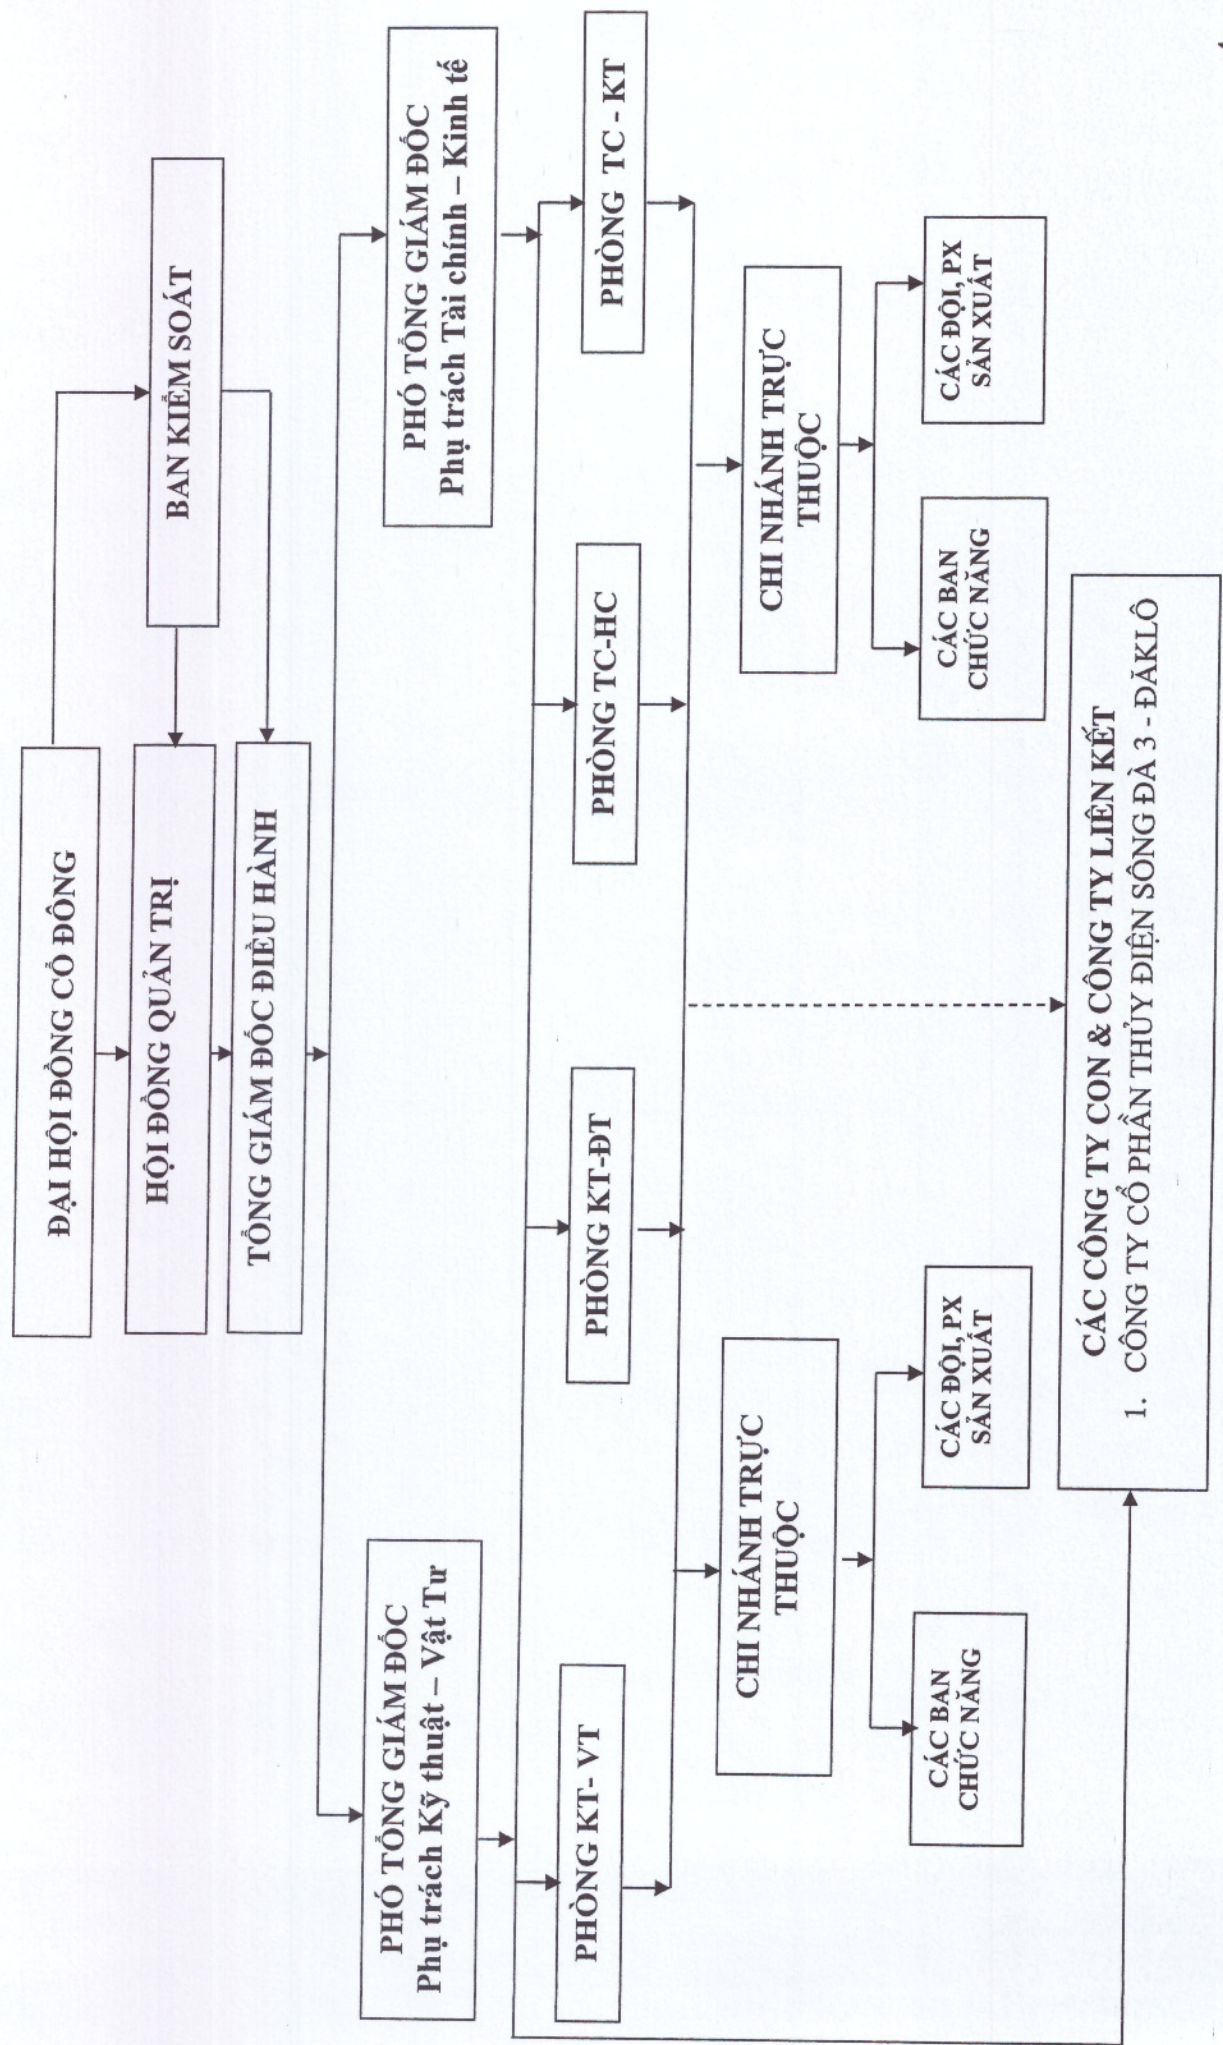 ĐẠI HỘI ĐỒNG CỔ ĐÔNG
BAN KIỂM SOÁT
HỘI ĐỒNG QUẢN TRỊ
TỔNG GIÁM ĐỐC ĐIỀU HÀNH
PHÓ TỔNG GIÁM ĐỐC
Phụ trách Kỹ thuật – Vật Tư
PHÓ TỔNG GIÁM ĐỐC
Phụ trách Tài chính – Kinh tế
PHÒNG KT- VT
PHÒNG KT-ĐT
PHÒNG TC-HC
PHÒNG TC - KT
CHI NHÁNH TRỰC
THUỘC
CHI NHÁNH TRỰC
THUỘC
CÁC BAN
CHỨC NĂNG
CÁC ĐỘI, PX
SẢN XUẤT
CÁC BAN
CHỨC NĂNG
CÁC ĐỘI, PX
SẢN XUẤT
CÁC CÔNG TY CON & CÔNG TY LIÊN KẾT
1. CÔNG TY CỔ PHẦN THỦY ĐIỆN SÔNG ĐÀ 3 - ĐĂKLÔ